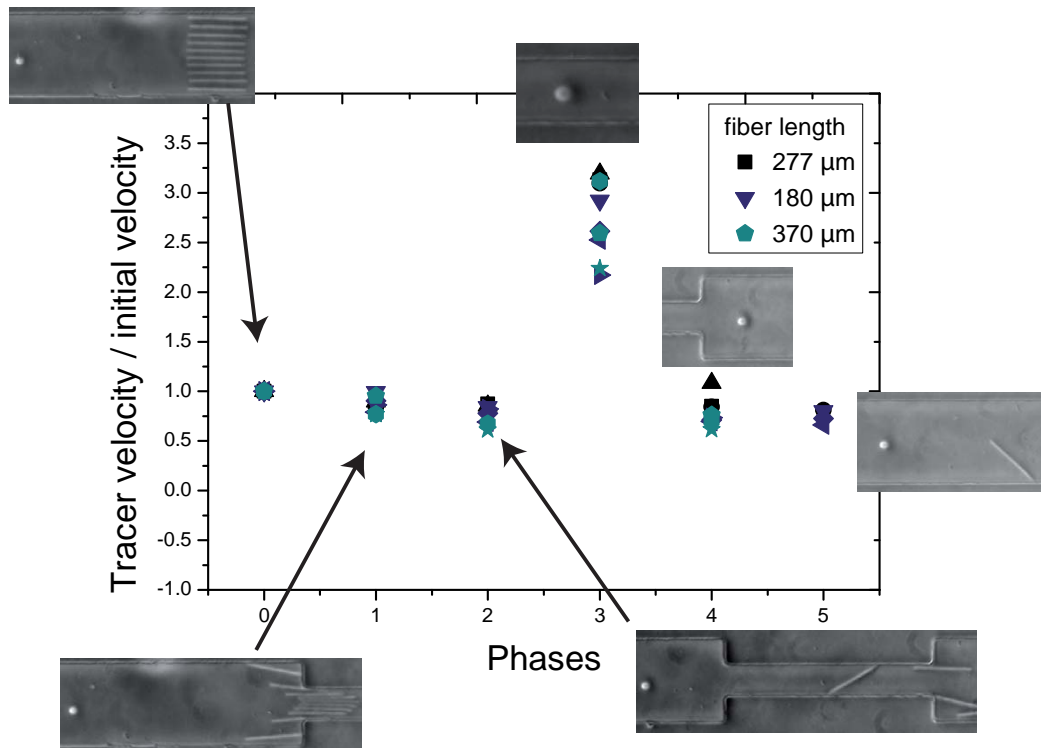 fiber length
277 µm
180 µm
370 µm
Tracer velocity / initial velocity
3.5
3.0
2.5
2.0
1.5
1.0
0.5
0.0
-0.5
-1.0
0 1 2 3 4 5
Phases